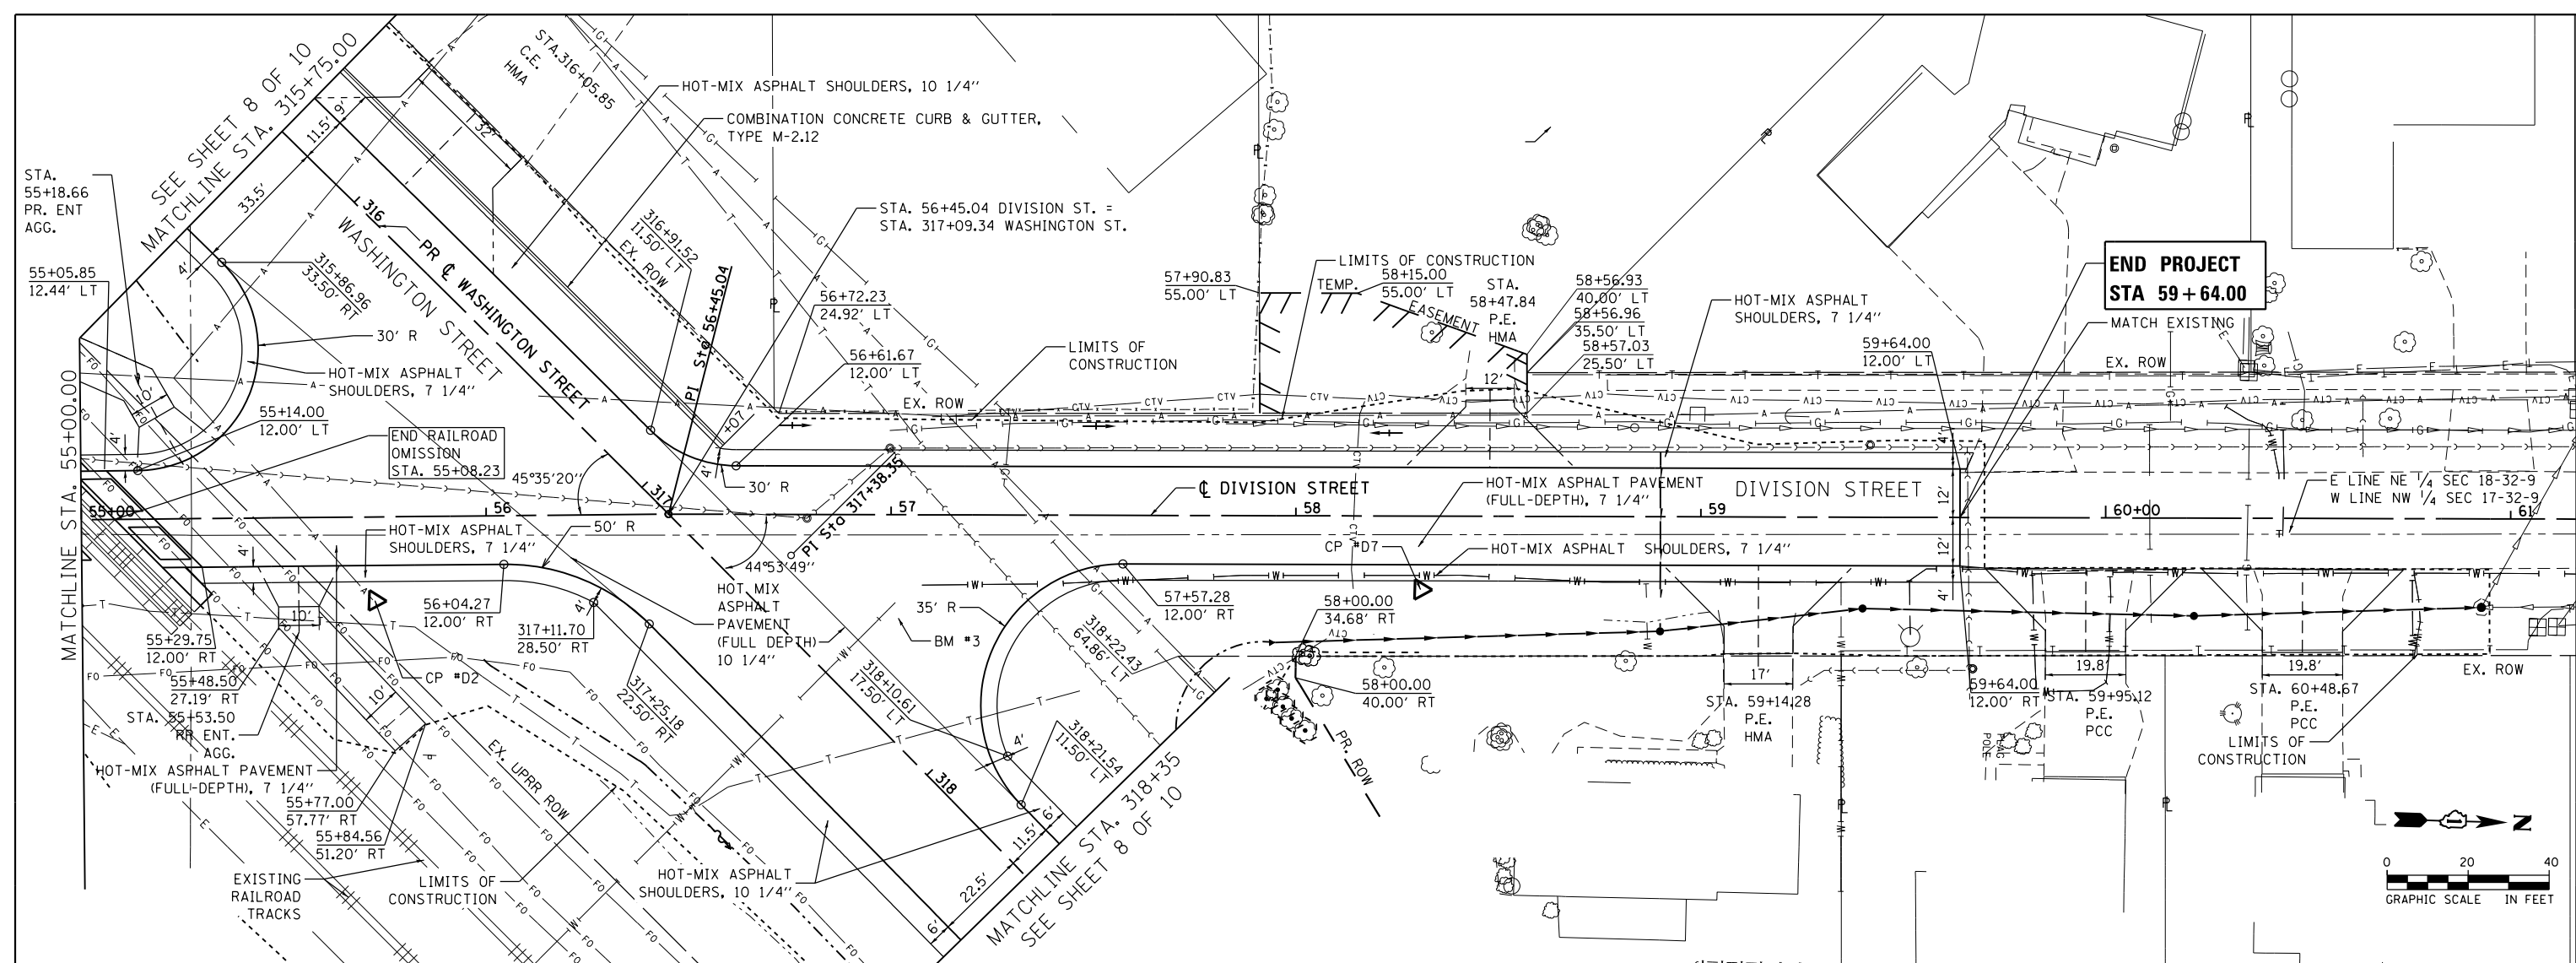 SEE SHEET 8 OF 10
MATCHLINE STA. 315+75.00
STA.
55+18.66
PR. ENT
AGG.
55+05.85
12.44' LT
4'
33.5'
11.5'
9'
32'
STA.316+05.85
C.E.
HMA
HOT-MIX ASPHALT SHOULDERS, 10 1/4"
COMBINATION CONCRETE CURB & GUTTER,
TYPE M-2.12
STA. 56+45.04 DIVISION ST. =
STA. 317+09.34 WASHINGTON ST.
316
PR ℄ WASHINGTON STREET
WASHINGTON STREET
315+86.96
33.50' RT
316+91.52
11.50' LT
EX. ROW
PI Sta 56+45.04
56+72.23
24.92' LT
56+61.67
12.00' LT
30' R
HOT-MIX ASPHALT
SHOULDERS, 7 1/4"
10'
55+14.00
12.00' LT
4'
END RAILROAD
OMISSION
STA. 55+08.23
45°35'20"
+07
4'
30' R
317
PI Sta 317+38.35
44°53'49"
LIMITS OF
CONSTRUCTION
EX. ROW
57+90.83
55.00' LT
LIMITS OF CONSTRUCTION
TEMP.
EASEMENT
58+15.00
55.00' LT
STA.
58+47.84
P.E.
HMA
12'
58+56.93
40.00' LT
58+56.96
35.50' LT
58+57.03
25.50' LT
HOT-MIX ASPHALT
SHOULDERS, 7 1/4"
59+64.00
12.00' LT
END PROJECT
STA 59+64.00
MATCH EXISTING
EX. ROW
4'
12'
12'
4'
MATCHLINE STA. 55+00.00
55+00
56
57
58
59
60+00
61
℄ DIVISION STREET
DIVISION STREET
HOT-MIX ASPHALT PAVEMENT
(FULL-DEPTH), 7 1/4"
E LINE NE 1/4 SEC 18-32-9
W LINE NW 1/4 SEC 17-32-9
50' R
HOT-MIX ASPHALT
SHOULDERS, 7 1/4"
CP #D7
HOT-MIX ASPHALT SHOULDERS, 7 1/4"
4'
10'
55+29.75
12.00' RT
55+48.50
27.19' RT
STA. 55+53.50
RR ENT.
AGG.
HOT-MIX ASPHALT PAVEMENT
(FULL-DEPTH), 7 1/4"
55+77.00
57.77' RT
55+84.56
51.20' RT
EXISTING
RAILROAD
TRACKS
10'
CP #D2
56+04.27
12.00' RT
4'
317+11.70
28.50' RT
317+25.18
22.50' RT
EX. UPRR ROW
LIMITS OF
CONSTRUCTION
HOT MIX
ASPHALT
PAVEMENT
(FULL DEPTH)
10 1/4"
35' R
BM #3
318+10.61
17.50' LT
318+22.43
64.86' LT
57+57.28
12.00' RT
58+00.00
34.68' RT
58+00.00
40.00' RT
4'
318+21.54
11.50' LT
318
PR. ROW
HOT-MIX ASPHALT
SHOULDERS, 10 1/4"
6'
22.5'
11.5'
6'
MATCHLINE STA. 318+35
SEE SHEET 8 OF 10
17'
STA. 59+14.28
P.E.
HMA
59+64.00
12.00' RT
FLAG
POLE
19.8'
STA. 59+95.12
P.E.
PCC
19.8'
STA. 60+48.67
P.E.
PCC
LIMITS OF
CONSTRUCTION
EX. ROW
N
0 20 40
GRAPHIC SCALE IN FEET